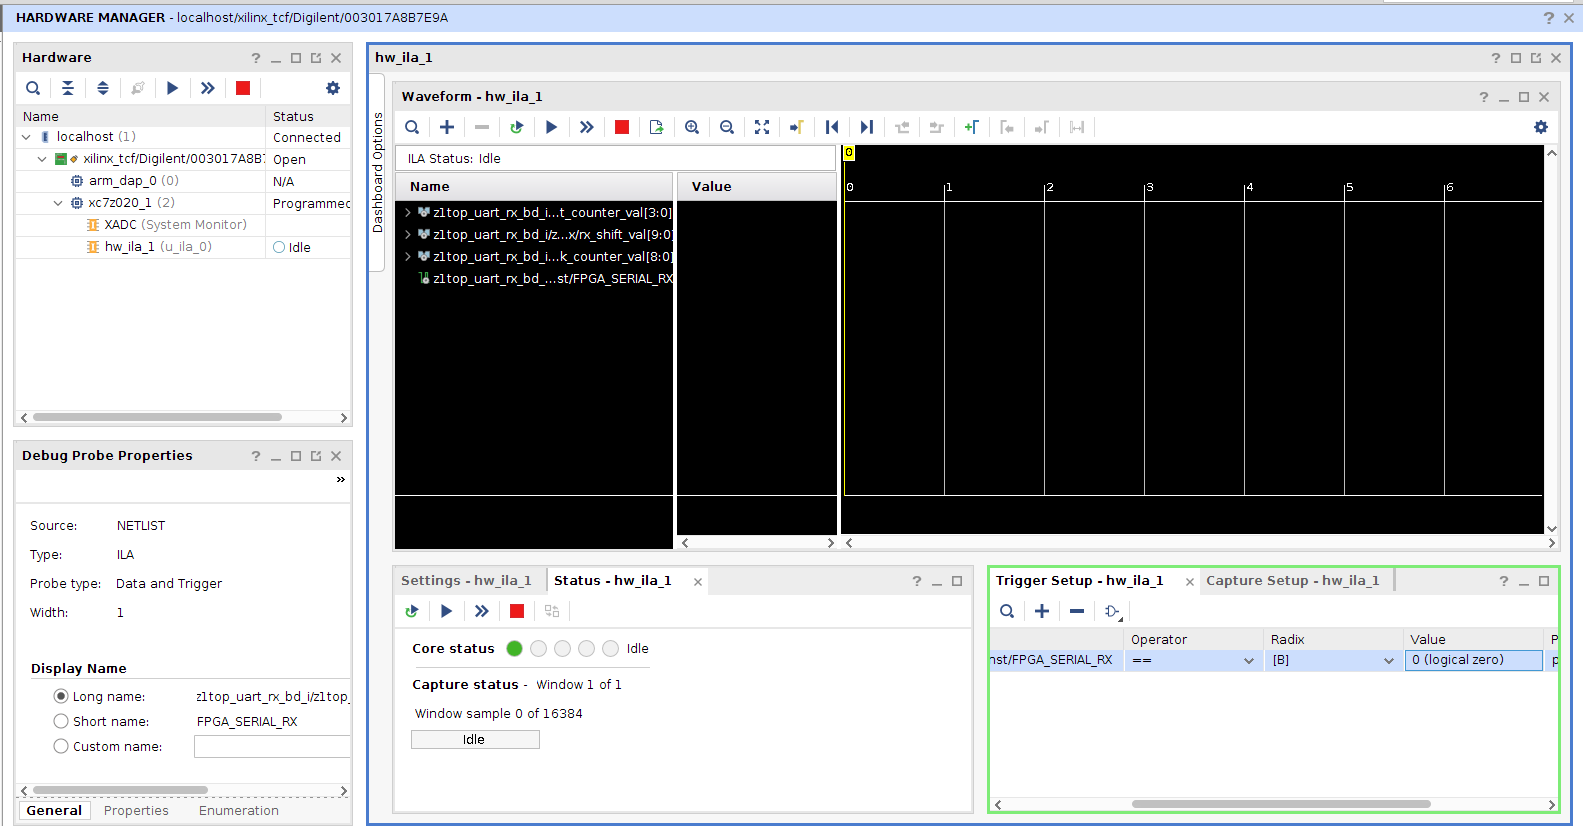 HARDWARE MANAGER - localhost/xilinx_tcf/Digilent/003017A8B7E9A
Hardware
Name Status
localhost (1) Connected
xilinx_tcf/Digilent/003017A8B7 Open
arm_dap_0 (0) N/A
xc7z020_1 (2) Programmed
XADC (System Monitor)
hw_ila_1 (u_ila_0) Idle
Debug Probe Properties
Source: NETLIST
Type: ILA
Probe type: Data and Trigger
Width: 1
Display Name
Long name: z1top_uart_rx_bd_i/z1top_
Short name: FPGA_SERIAL_RX
Custom name:
General Properties Enumeration
hw_ila_1
Dashboard Options
Waveform - hw_ila_1
ILA Status: Idle
Name Value
z1top_uart_rx_bd_i...t_counter_val[3:0]
z1top_uart_rx_bd_i/z...x/rx_shift_val[9:0]
z1top_uart_rx_bd_i...k_counter_val[8:0]
z1top_uart_rx_bd_...st/FPGA_SERIAL_RX
0
0 1 2 3 4 5 6
Settings - hw_ila_1 Status - hw_ila_1
Core status Idle
Capture status - Window 1 of 1
Window sample 0 of 16384
Idle
Trigger Setup - hw_ila_1 Capture Setup - hw_ila_1
Operator Radix Value P
nst/FPGA_SERIAL_RX == [B] 0 (logical zero) p